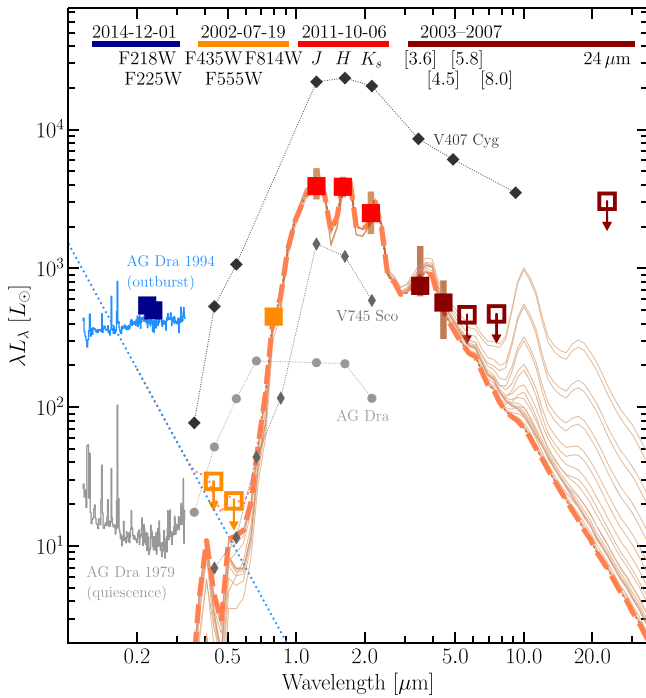 2014-12-01 2002-07-19 2011-10-06 2003–2007
F218W F435W F814W J H Ks [3.6] [5.8] 24 μm
F225W F555W [4.5] [8.0]
V407 Cyg
AG Dra 1994
(outburst)
V745 Sco
AG Dra
AG Dra 1979
(quiescence)
10⁴
10³
10²
10¹
λLλ [L⊙]
0.2 0.5 1.0 2.0 5.0 10.0 20.0
Wavelength [μm]